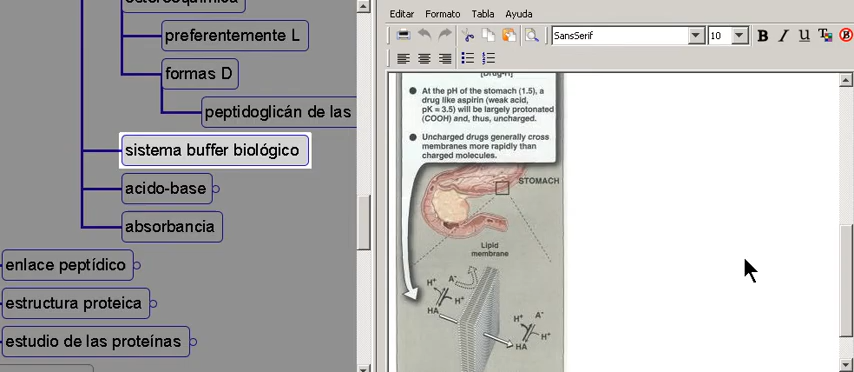 preferentemente L
formas D
peptidoglicán de las
sistema buffer biológico
acido-base
absorbancia
enlace peptídico
estructura proteica
estudio de las proteínas
Editar Formato Tabla Ayuda
SansSerif 10 B I U
At the pH of the stomach (1.5), a
drug like aspirin (weak acid,
pK = 3.5) will be largely protonated
(COOH) and, thus, uncharged.
Uncharged drugs generally cross
membranes more rapidly than
charged molecules.
STOMACH
Lipid
membrane
H+ A-
H+
HA
A-
H+
H+
HA